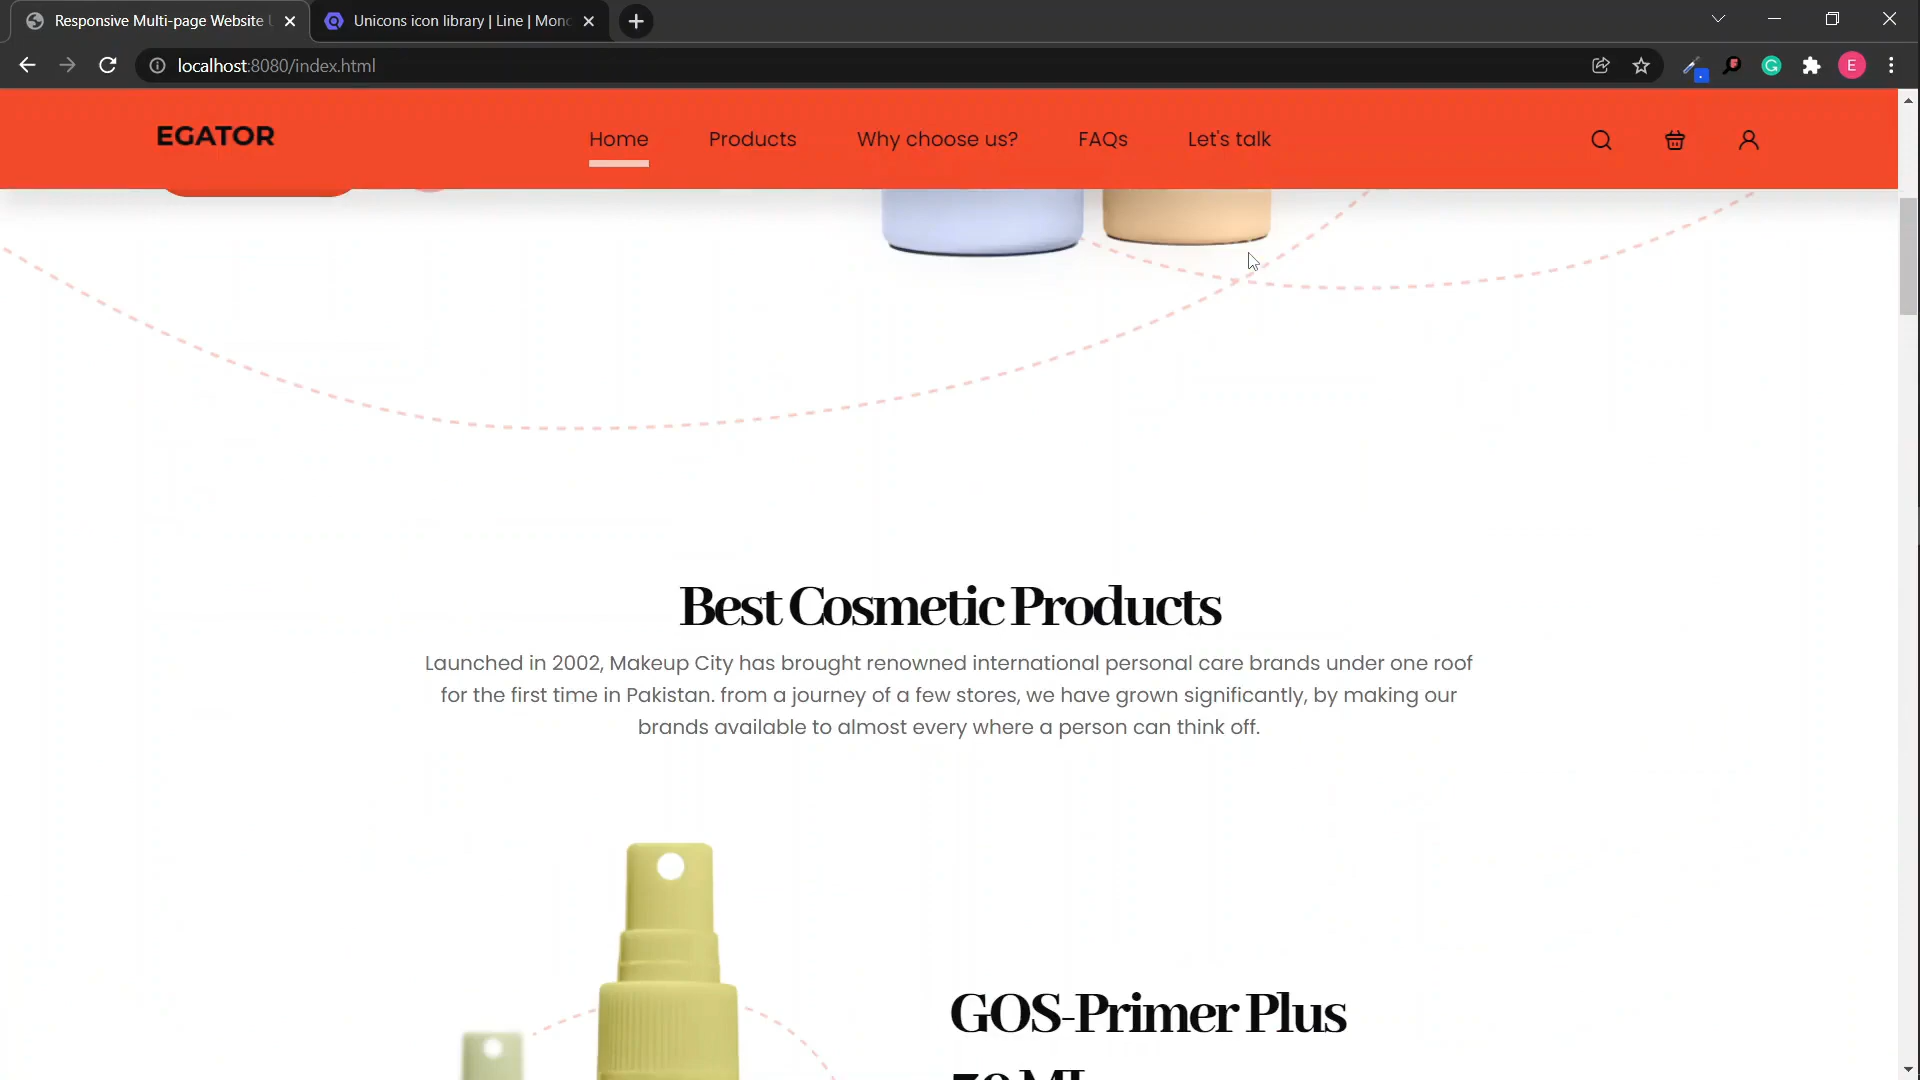 Responsive Multi-page Website
Unicons icon library | Line | Mono
localhost:8080/index.html
E
EGATOR
Home
Products
Why choose us?
FAQs
Let's talk
Best Cosmetic Products
Launched in 2002, Makeup City has brought renowned international personal care brands under one roof
for the first time in Pakistan. from a journey of a few stores, we have grown significantly, by making our
brands available to almost every where a person can think off.
GOS-Primer Plus